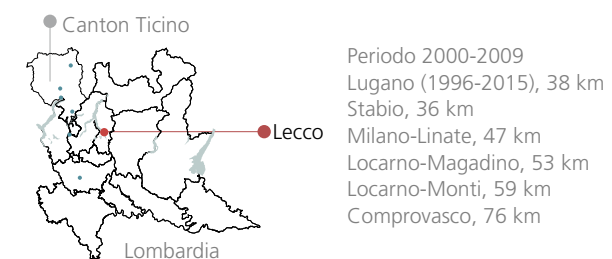 Canton Ticino
Lecco
Lombardia
Periodo 2000-2009
Lugano (1996-2015), 38 km
Stabio, 36 km
Milano-Linate, 47 km
Locarno-Magadino, 53 km
Locarno-Monti, 59 km
Comprovasco, 76 km